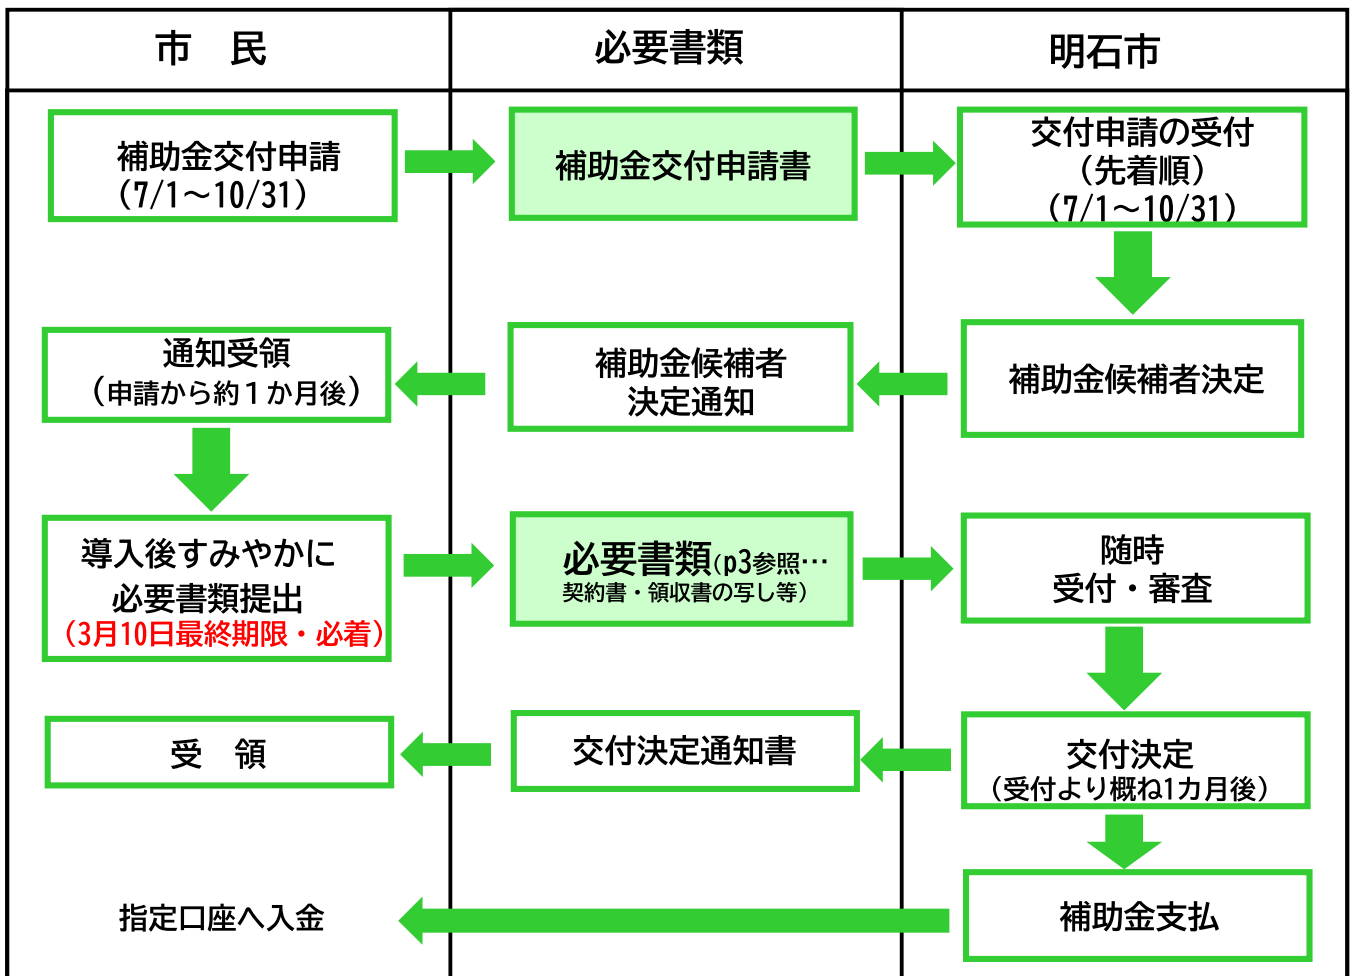 市　民
必要書類
明石市
補助金交付申請
（7/1～10/31）
補助金交付申請書
交付申請の受付
（先着順）
（7/1～10/31）
補助金候補者決定
補助金候補者
決定通知
通知受領
（申請から約１か月後）
導入後すみやかに
必要書類提出
（3月10日最終期限・必着）
必要書類（p3参照…
契約書・領収書の写し等）
随時
受付・審査
交付決定
（受付より概ね1カ月後）
交付決定通知書
受　領
補助金支払
指定口座へ入金